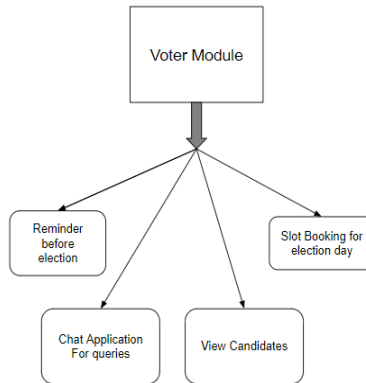 Voter Module
Reminder
before
election
Slot Booking for
election day
Chat Application
For queries
View Candidates